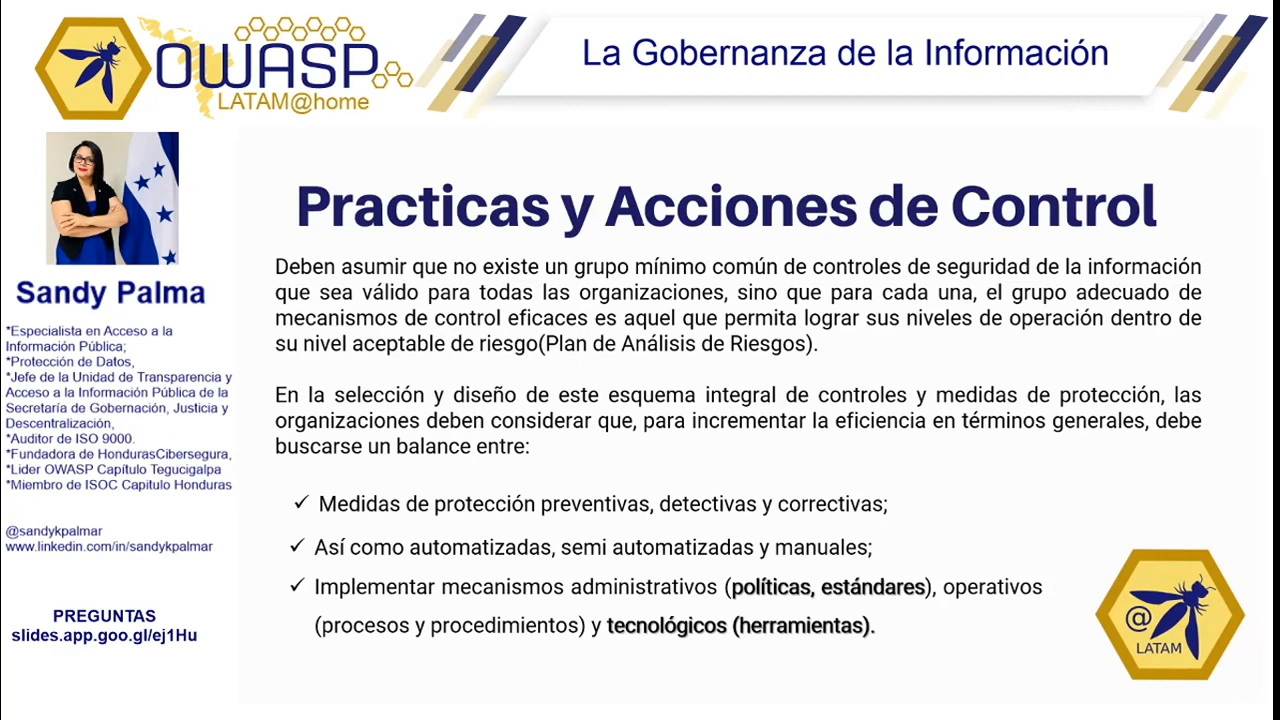 OWASP
LATAM@home
La Gobernanza de la Información
Sandy Palma
*Especialista en Acceso a la
Información Pública;
*Protección de Datos,
*Jefe de la Unidad de Transparencia y
Acceso a la Información Pública de la
Secretaría de Gobernación, Justicia y
Descentralización,
*Auditor de ISO 9000.
*Fundadora de HondurasCibersegura,
*Lider OWASP Capítulo Tegucigalpa
*Miembro de ISOC Capitulo Honduras
@sandykpalmar
www.linkedin.com/in/sandykpalmar
PREGUNTAS
slides.app.goo.gl/ej1Hu
Practicas y Acciones de Control
Deben asumir que no existe un grupo mínimo común de controles de seguridad de la información
que sea válido para todas las organizaciones, sino que para cada una, el grupo adecuado de
mecanismos de control eficaces es aquel que permita lograr sus niveles de operación dentro de
su nivel aceptable de riesgo(Plan de Análisis de Riesgos).
En la selección y diseño de este esquema integral de controles y medidas de protección, las
organizaciones deben considerar que, para incrementar la eficiencia en términos generales, debe
buscarse un balance entre:
✓ Medidas de protección preventivas, detectivas y correctivas;
✓ Así como automatizadas, semi automatizadas y manuales;
✓ Implementar mecanismos administrativos (políticas, estándares), operativos
(procesos y procedimientos) y tecnológicos (herramientas).
@
LATAM